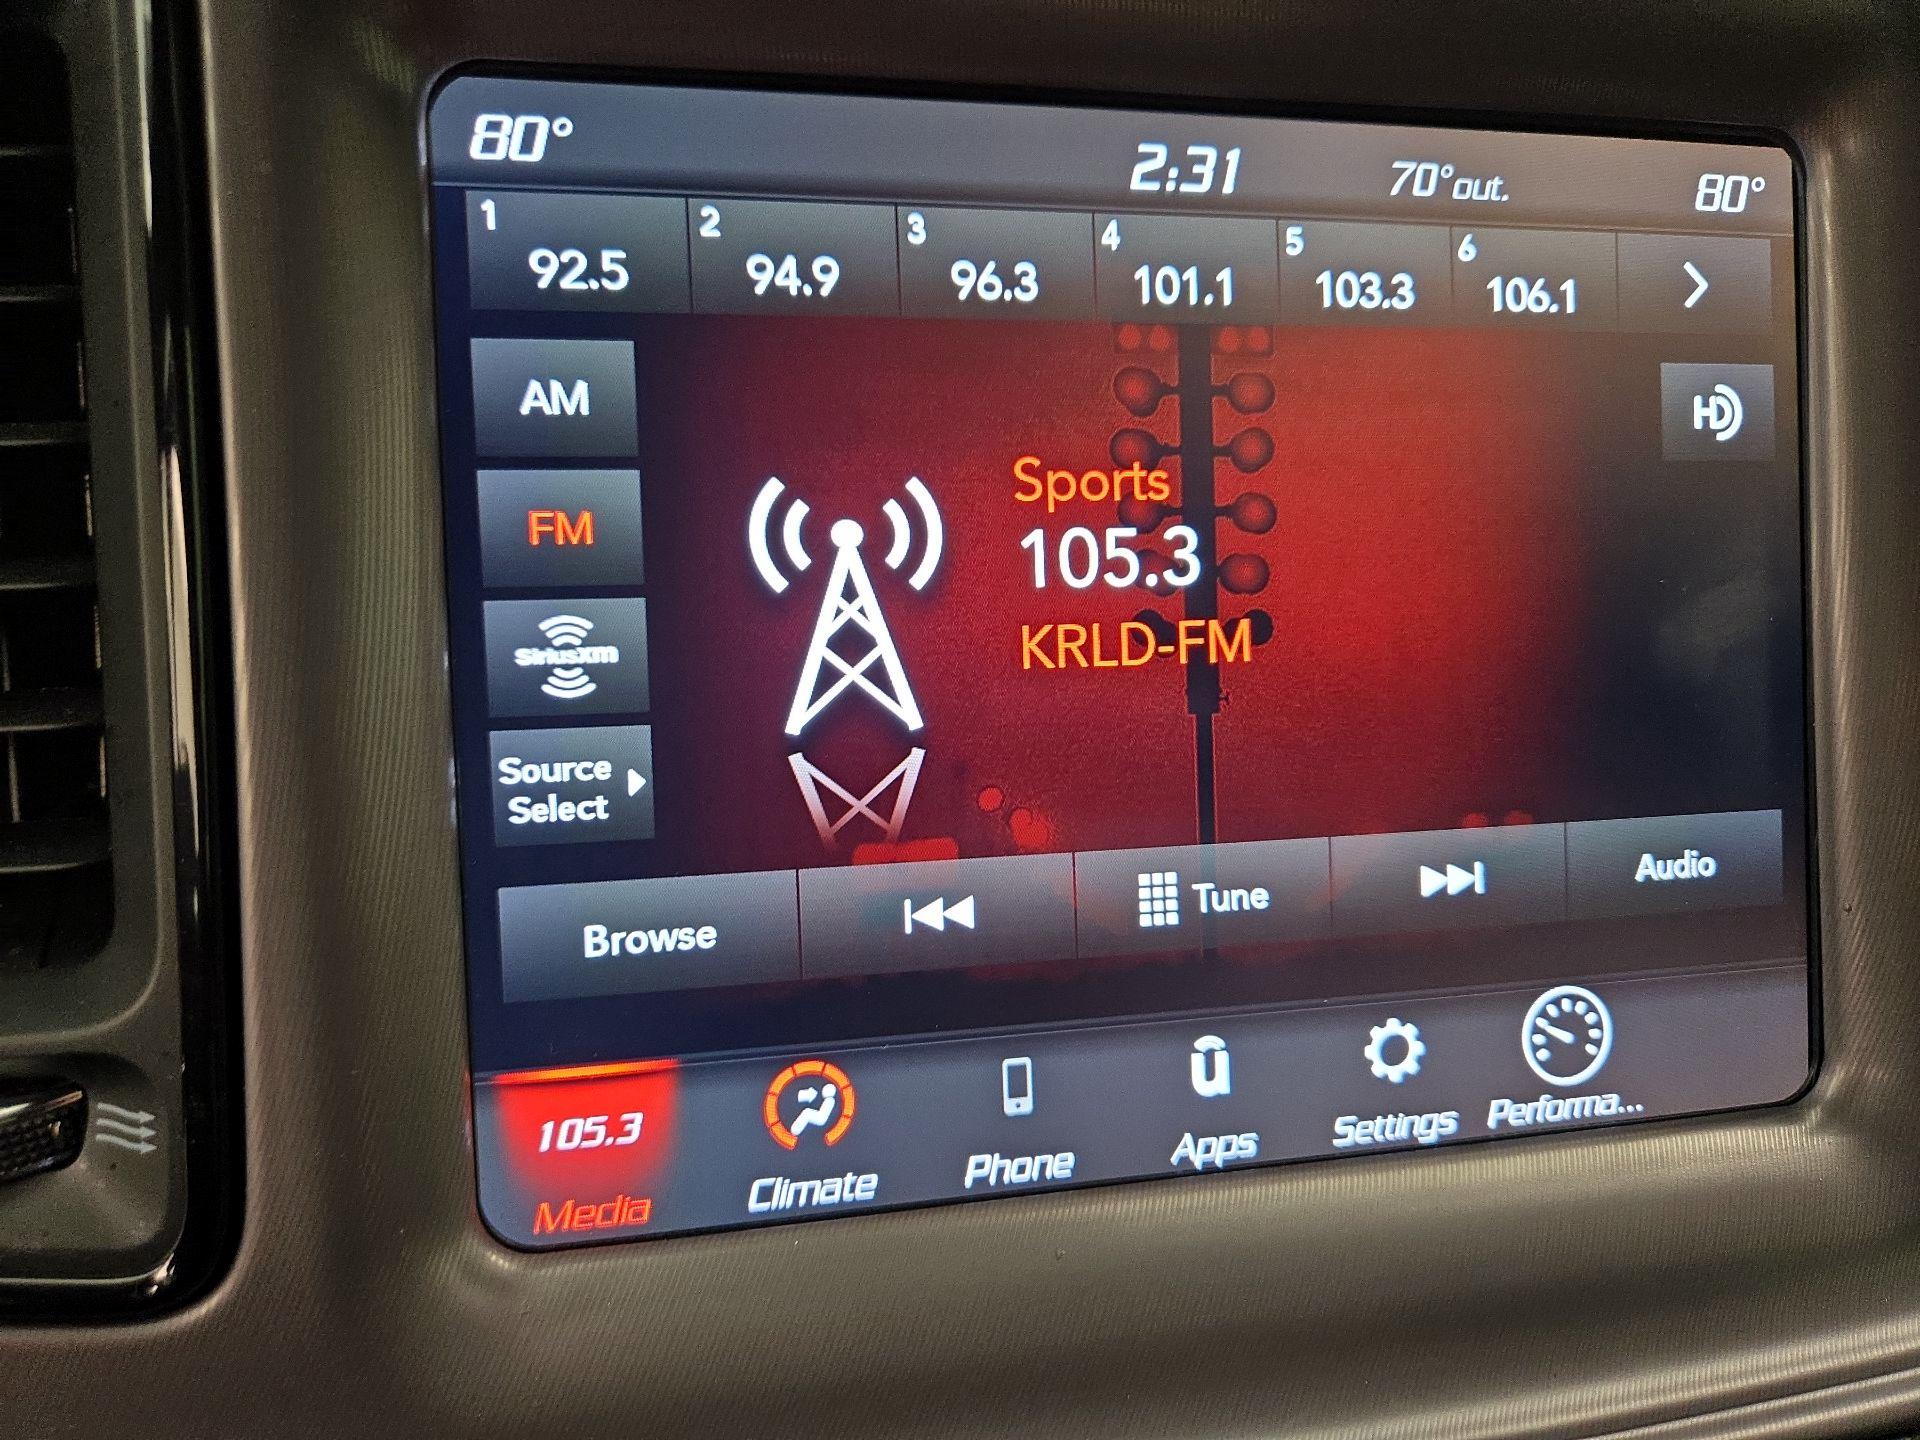 80° 2:31 70°out. 80°
1 2 3 4 5 6
92.5 94.9 96.3 101.1 103.3 106.1
AM
HD
FM
SiriusXM
Source
Select
Sports
105.3
KRLD-FM
Browse Tune Audio
105.3
Media Climate Phone Apps Settings Performa...